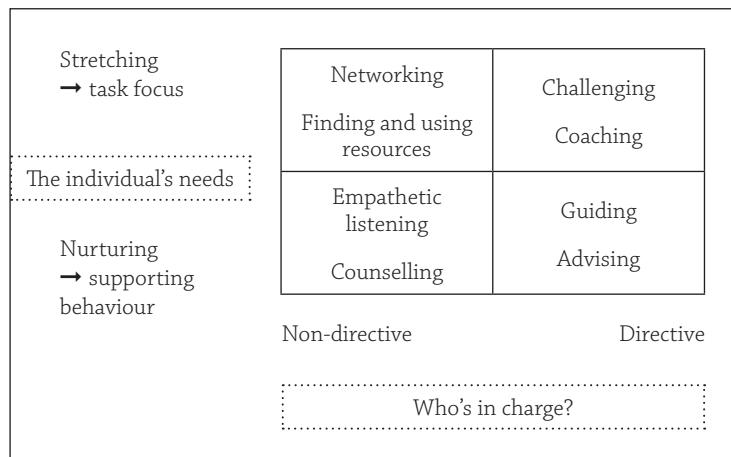 Stretching
➞ task focus
Networking
Finding and using
resources
Challenging
Coaching
The individual’s needs
Nurturing
➞ supporting
behaviour
Empathetic
listening
Counselling
Guiding
Advising
Non-directive
Directive
Who’s in charge?